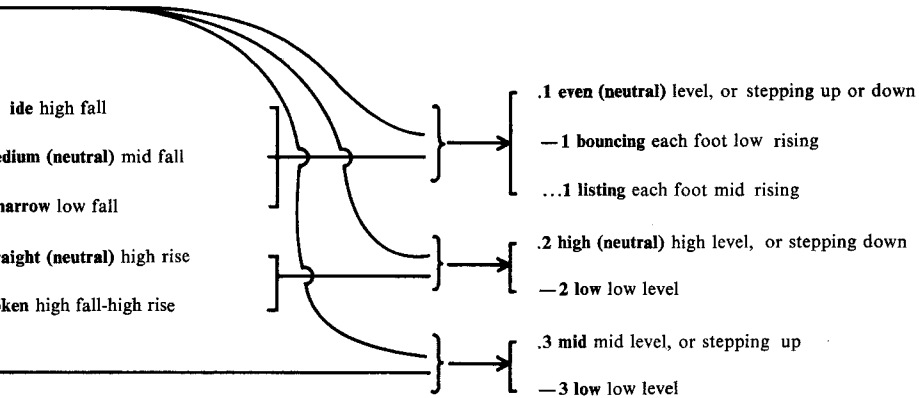 ide high fall
edium (neutral) mid fall
narrow low fall
aight (neutral) high rise
ken high fall-high rise
.1 even (neutral) level, or stepping up or down
—1 bouncing each foot low rising
...1 listing each foot mid rising
.2 high (neutral) high level, or stepping down
—2 low low level
.3 mid mid level, or stepping up
—3 low low level